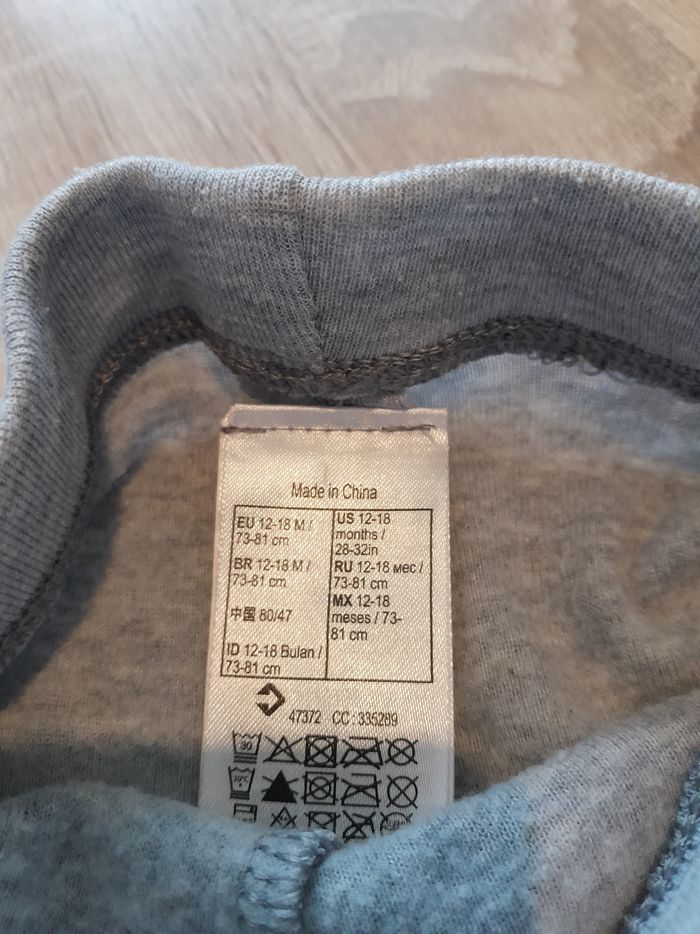 Made in China
EU 12-18 M /
73-81 cm
BR 12-18 M /
73-81 cm
中国 80/47
ID 12-18 Bulan /
73-81 cm
US 12-18
months /
28-32in
RU 12-18 мес /
73-81 cm
MX 12-18
meses / 73-
81 cm
47372 CC : 335289
30
30°C